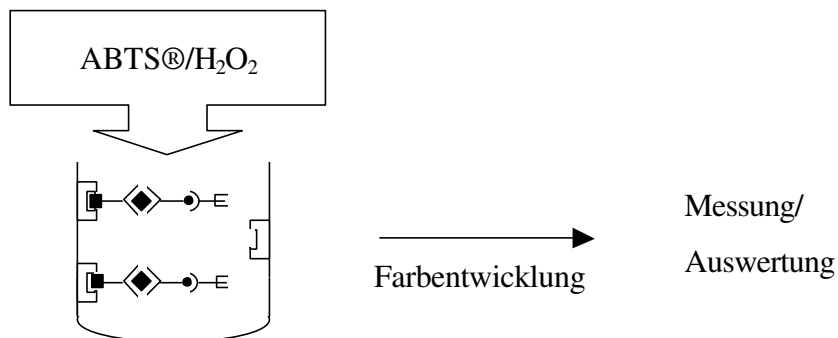 ABTS®/H₂O₂
Messung/
Auswertung
Farbentwicklung